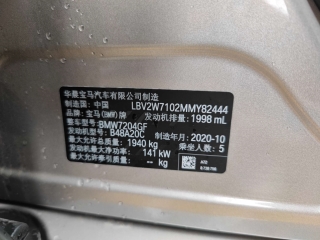 华晨宝马汽车有限公司制造
制造国：中国 LBV2W7102MMY82444
品牌：宝马(BMW)牌 发动机排量：1998 mL
整车型号：BMW7204GF
发动机型号：B48A20C 制造年月：2020-10
最大允许总质量：1940 kg 乘坐人数：5
发动机最大净功率：141 kW
最大允许牵引质量：-- kg